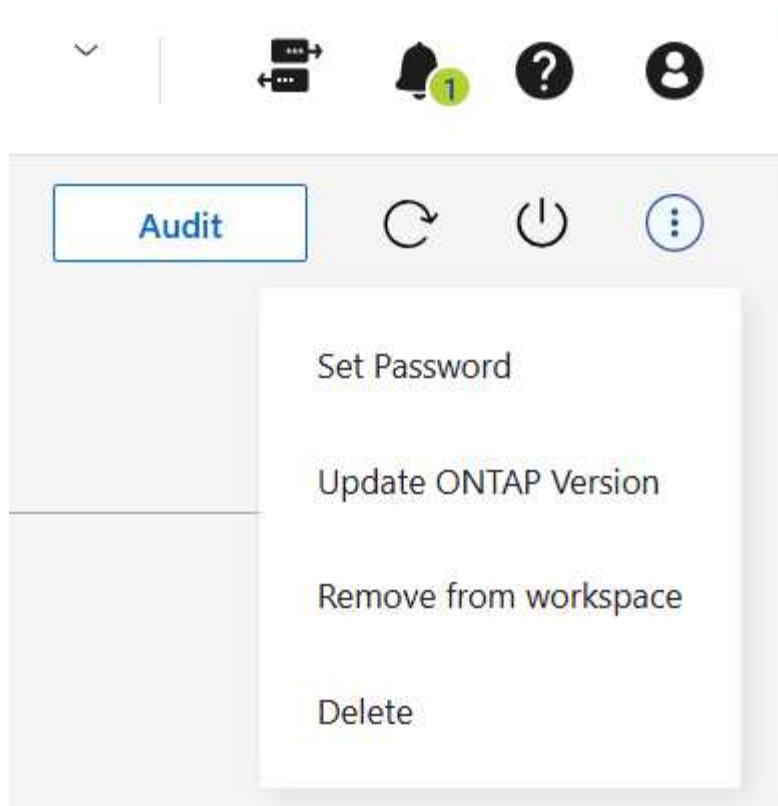 1
Audit
Set Password
Update ONTAP Version
Remove from workspace
Delete